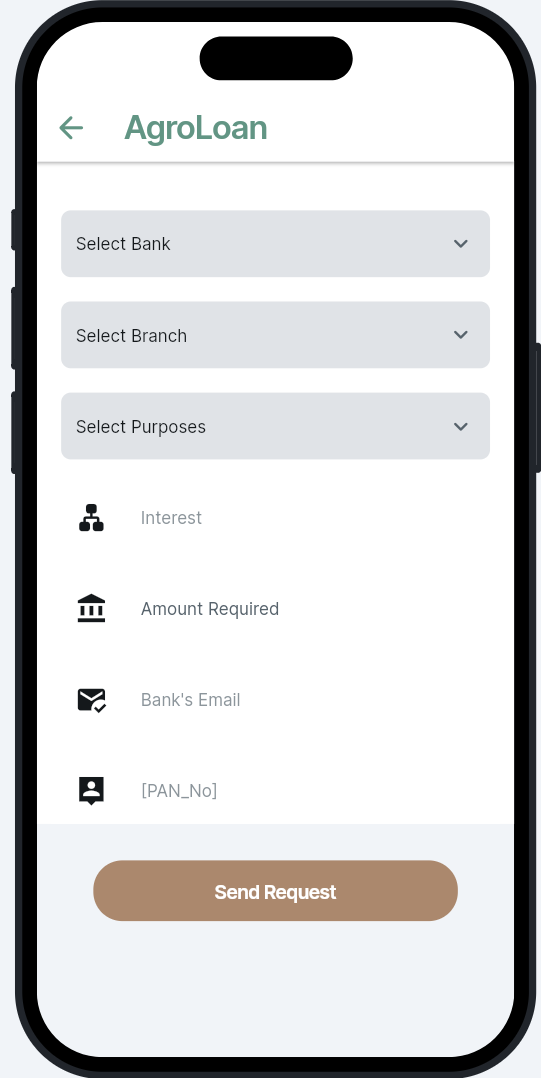 AgroLoan
Select Bank
Select Branch
Select Purposes
Interest
Amount Required
Bank's Email
[PAN_No]
Send Request